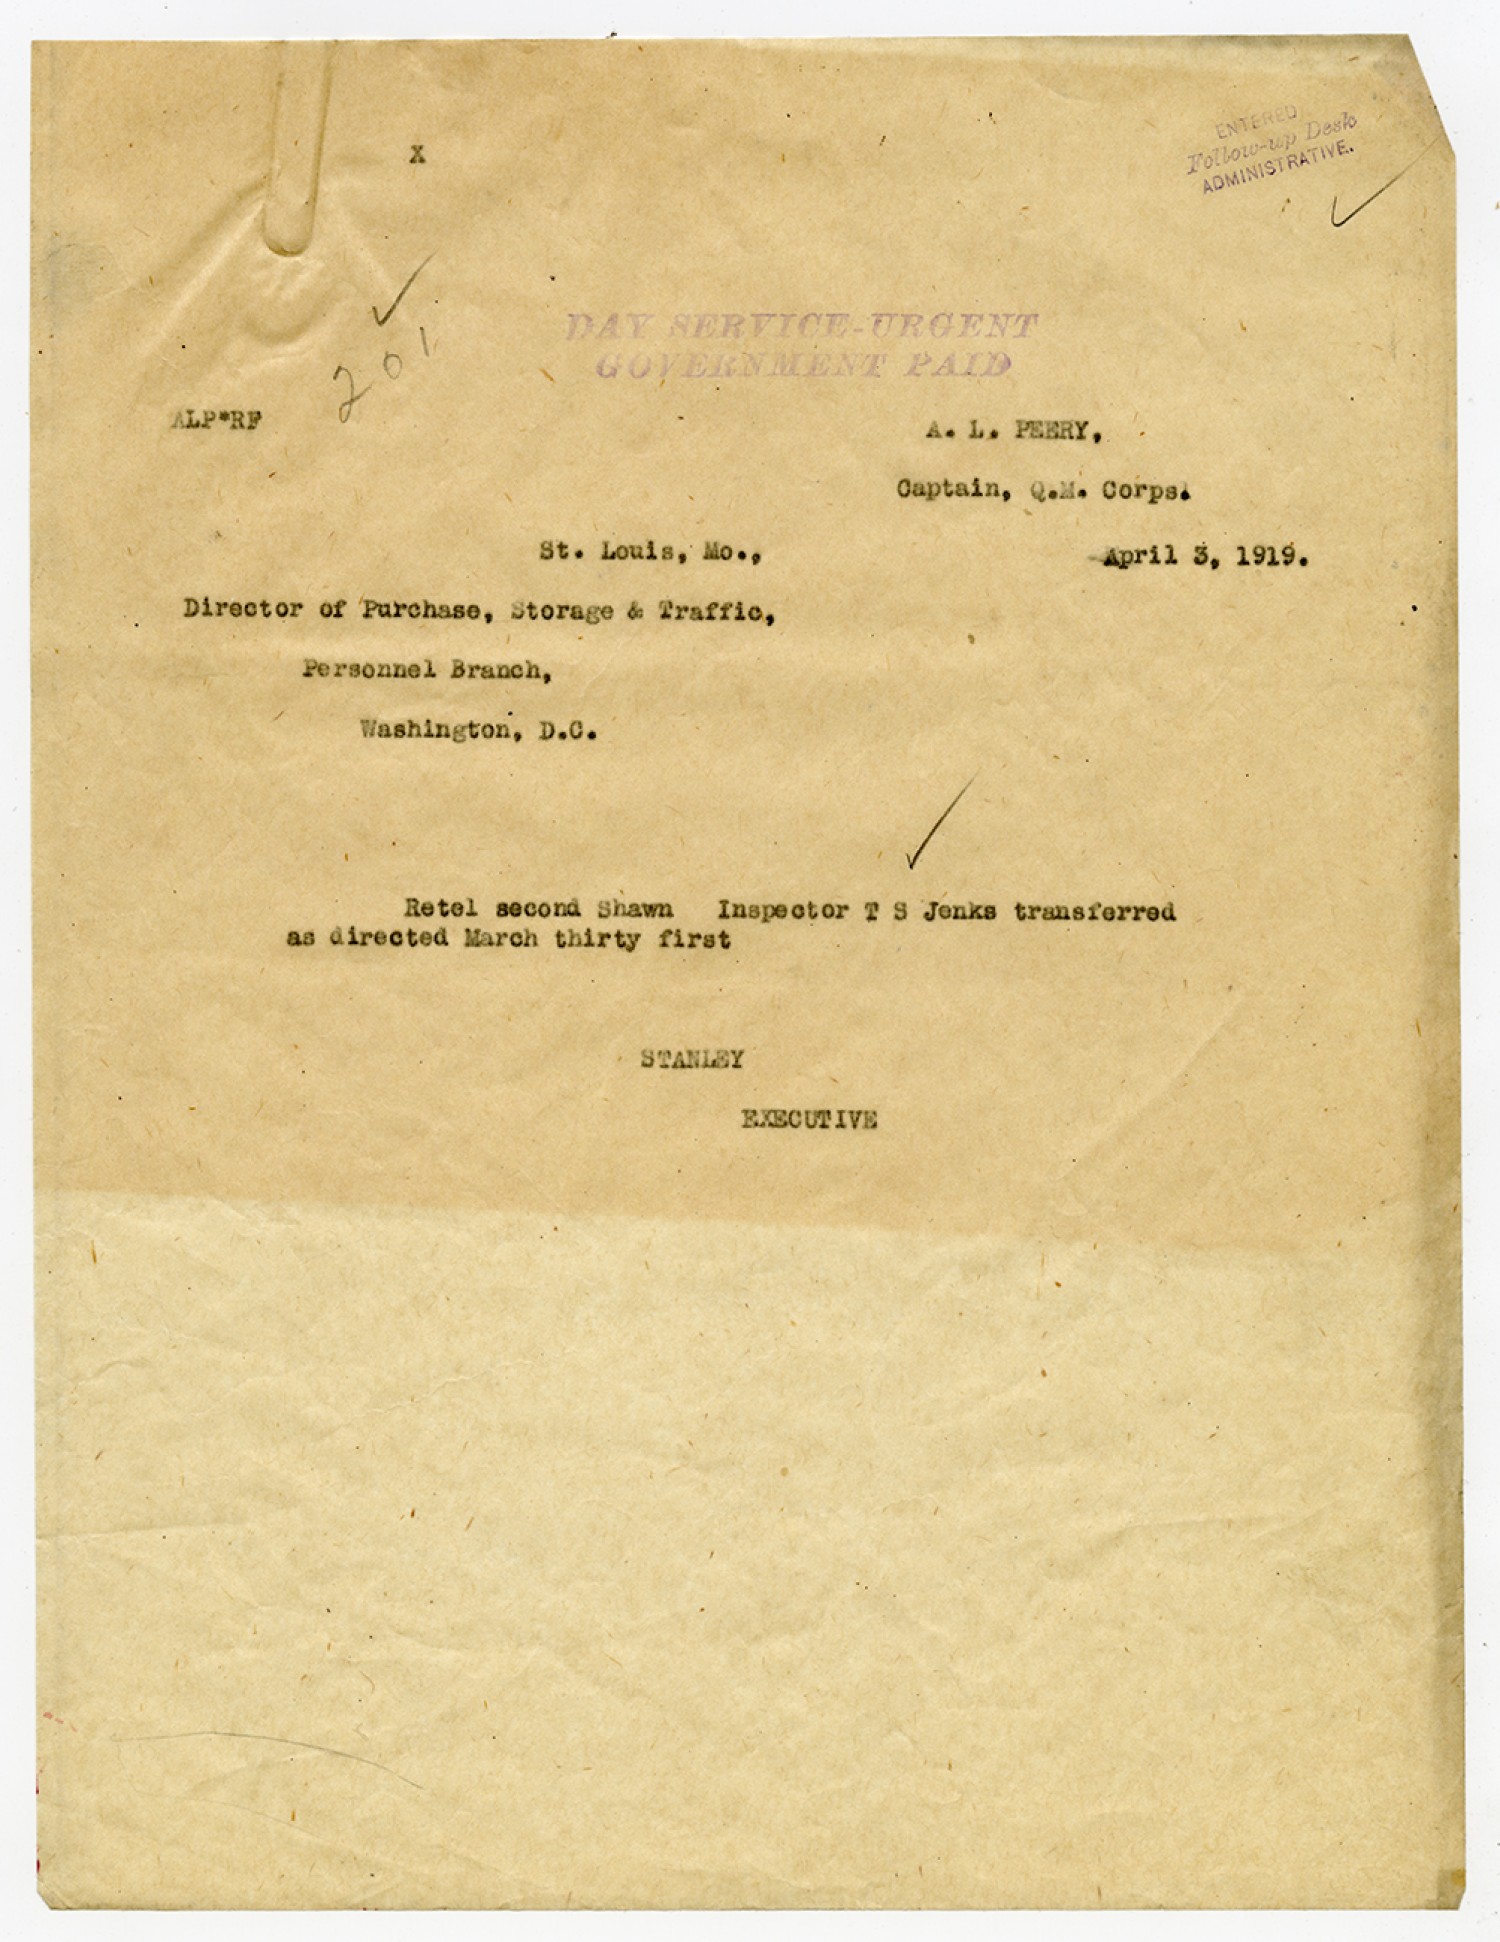 X
ENTERED
Follow-up Desk
ADMINISTRATIVE.
201
DAY SERVICE-URGENT
GOVERNMENT PAID
ALP*RF
A. L. PEERY,
Captain, Q.M. Corps.
St. Louis, Mo., April 3, 1919.
Director of Purchase, Storage & Traffic,
Personnel Branch,
Washington, D.C.
Retel second Shawn Inspector T S Jenks transferred
as directed March thirty first
STANLEY
EXECUTIVE